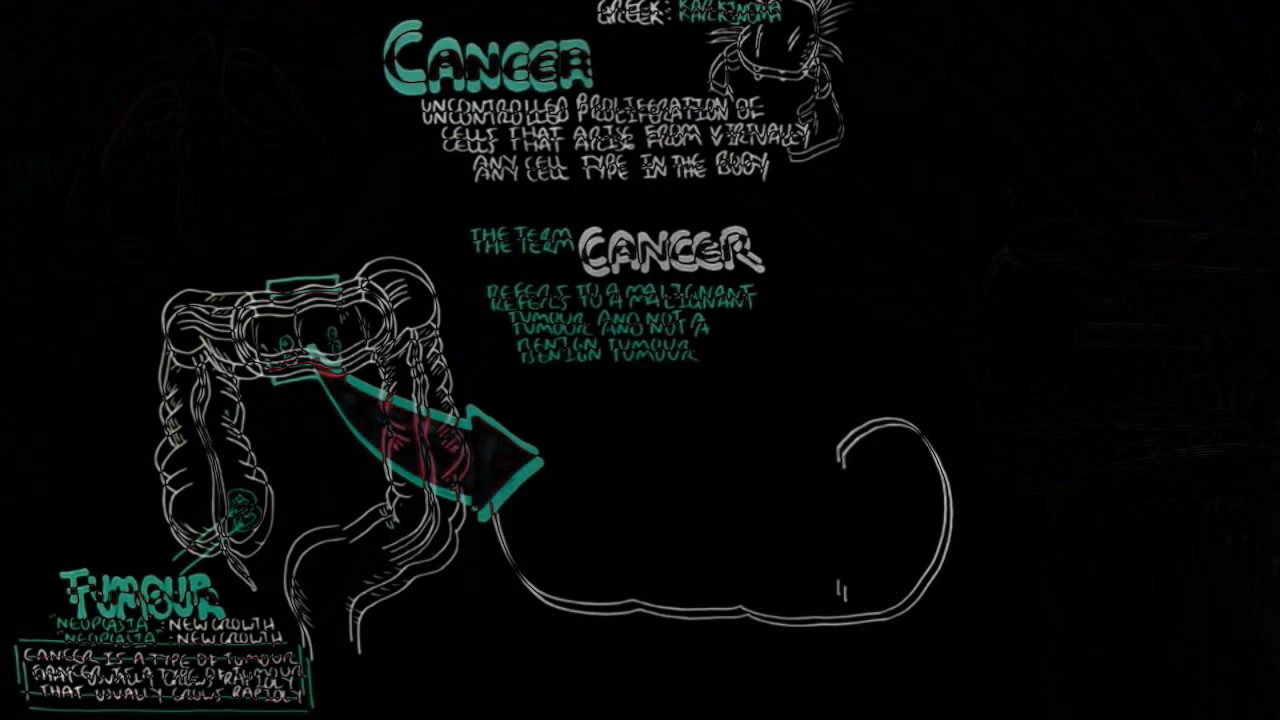 GREEK: KARKINOMA
CANCER
UNCONTROLLED PROLIFERATION OF
CELLS THAT ARISE FROM VIRTUALLY
ANY CELL TYPE IN THE BODY
THE TERM CANCER
REFERS TO A MALIGNANT
TUMOUR AND NOT A
BENIGN TUMOUR
TUMOUR
"NEOPLASIA": NEW GROWTH
CANCER IS A TYPE OF TUMOUR
THAT USUALLY GROWS RAPIDLY